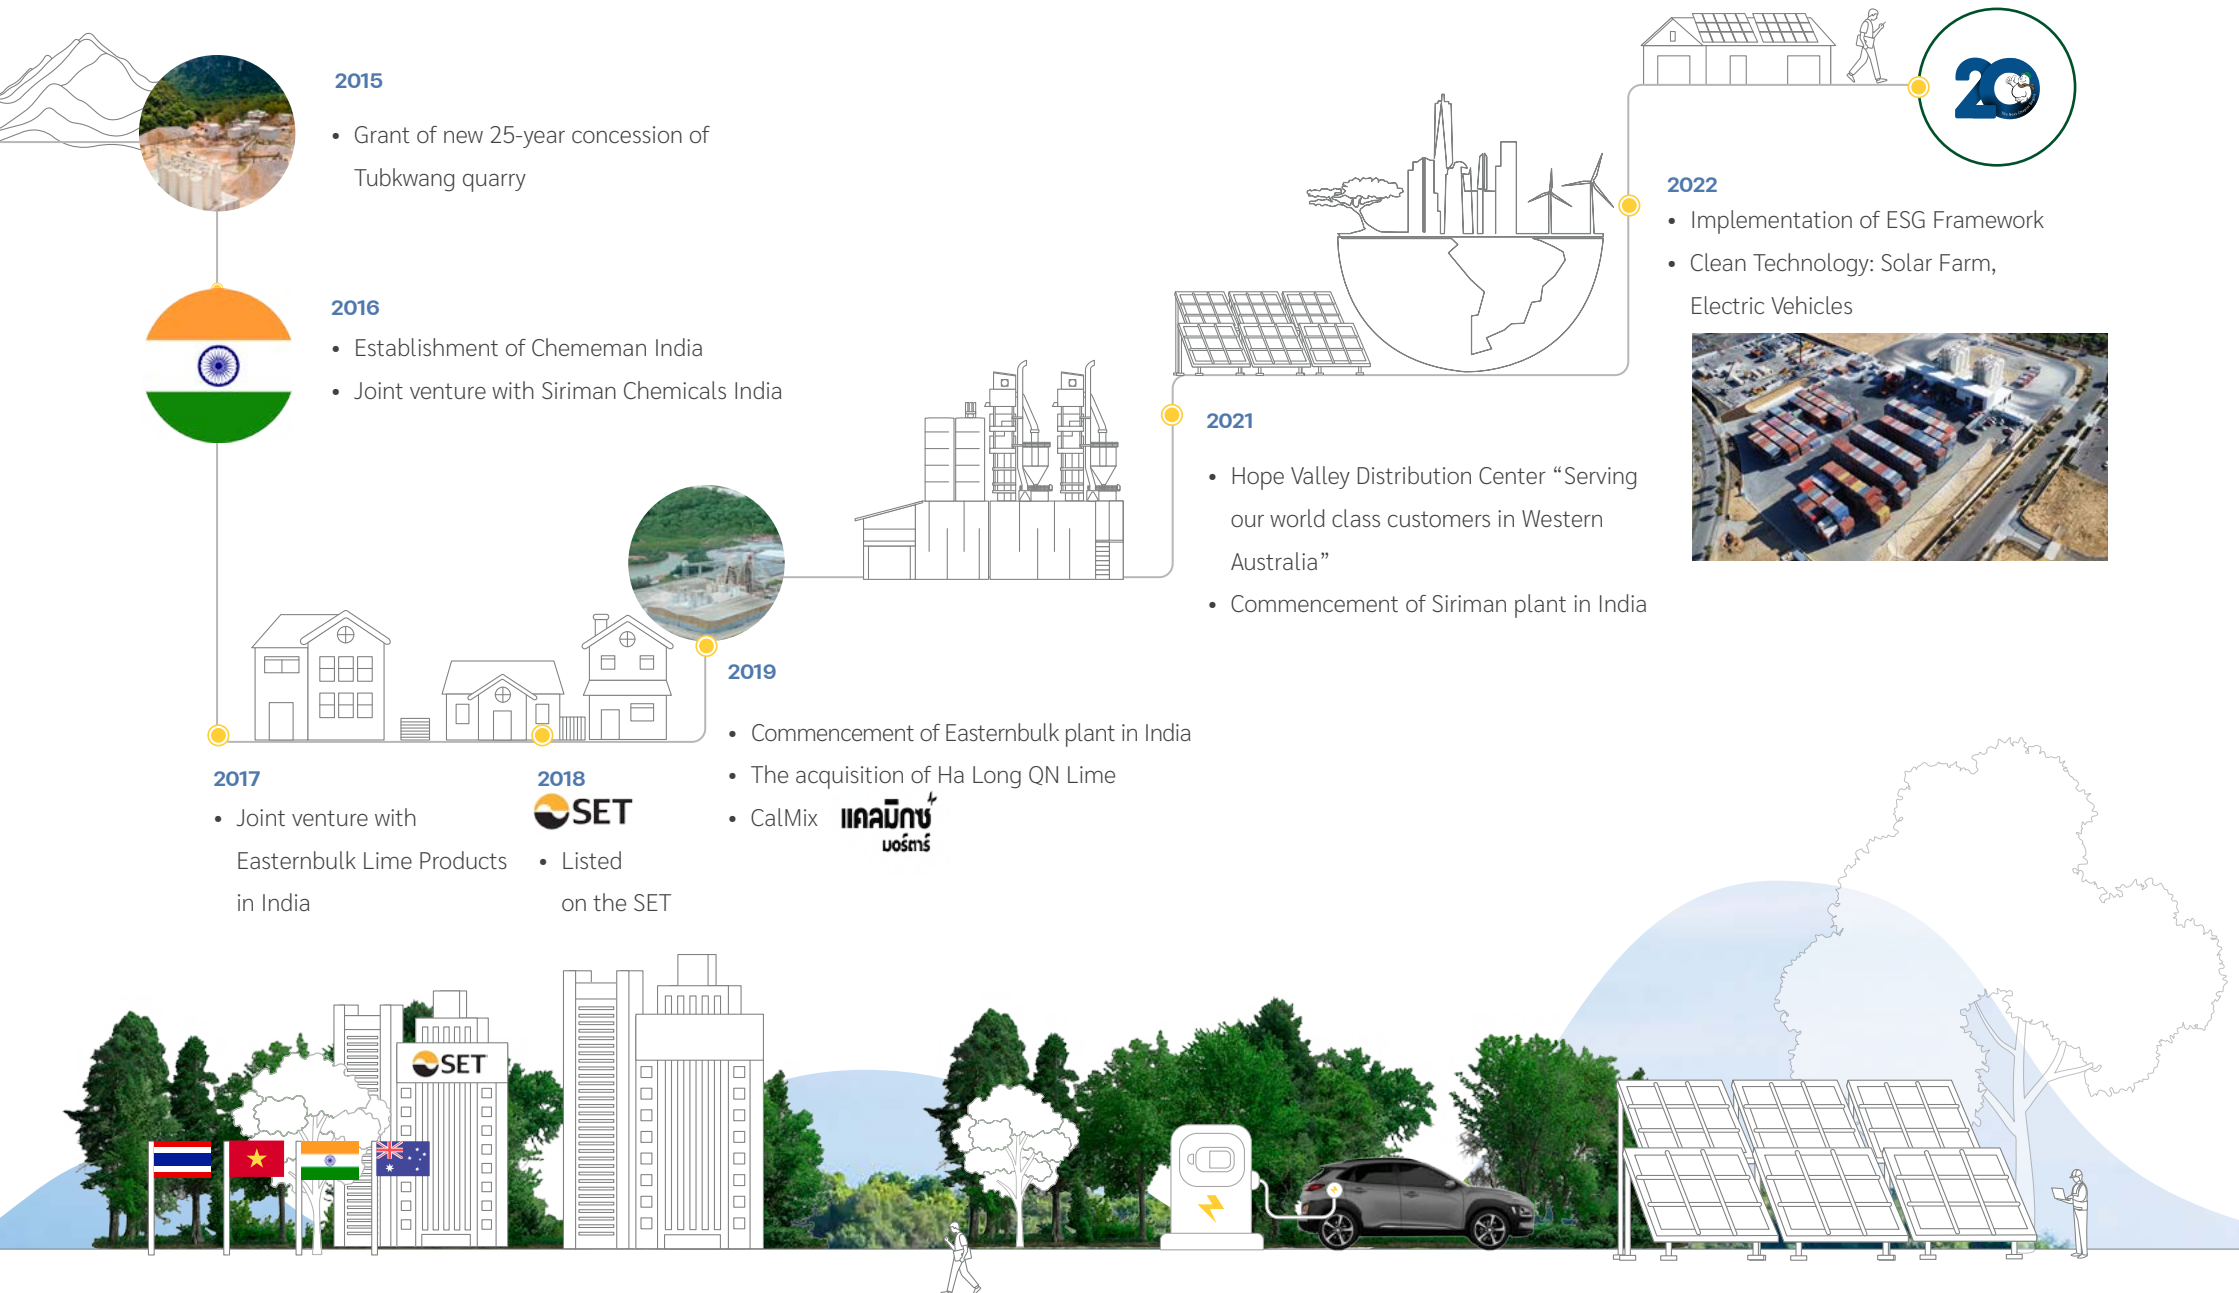 2015
• Grant of new 25-year concession of
Tubkwang quarry
2016
• Establishment of Chememan India
• Joint venture with Siriman Chemicals India
2017
• Joint venture with
Easternbulk Lime Products
in India
2018
SET
• Listed
on the SET
2019
• Commencement of Easternbulk plant in India
• The acquisition of Ha Long QN Lime
• CalMix แคลมิกซ์
มอร์ตาร์
2021
• Hope Valley Distribution Center “Serving
our world class customers in Western
Australia”
• Commencement of Siriman plant in India
2022
• Implementation of ESG Framework
• Clean Technology: Solar Farm,
Electric Vehicles
20
SET